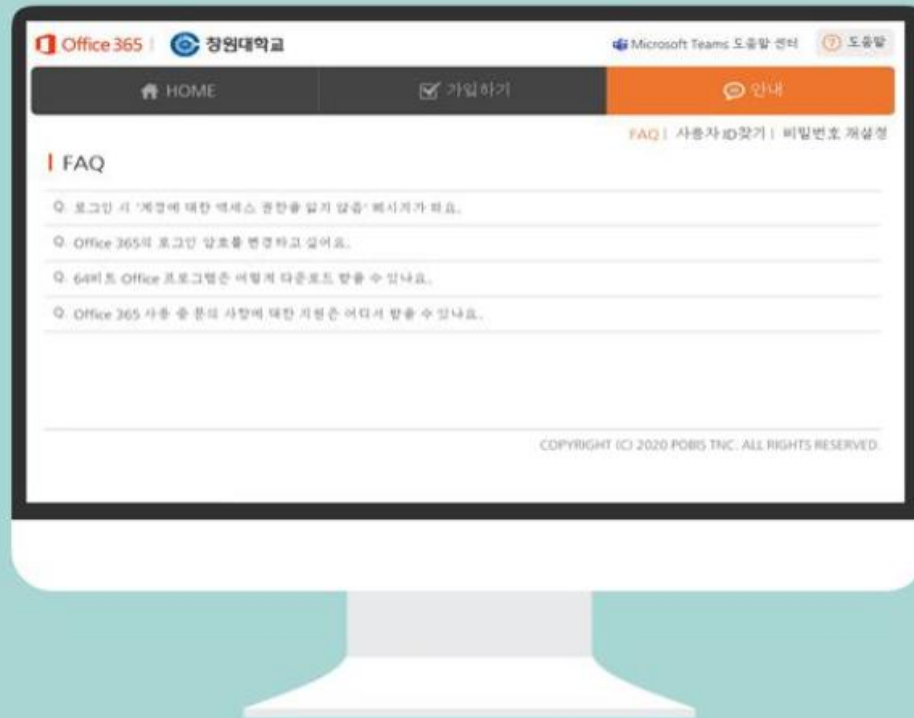 Office 365 | 창원대학교
Microsoft Teams 도움말 센터
? 도움말
HOME
가입하기
안내
FAQ | 사용자 ID찾기 | 비밀번호 재설정
FAQ
Q. 로그인 시 '계정에 대한 액세스 권한을 잃지 않음' 메시지가 떠요.
Q. Office 365의 로그인 암호를 변경하고 싶어요.
Q. 64비트 Office 프로그램은 어떻게 다운로드 받을 수 있나요.
Q. Office 365 사용 중 문의 사항에 대한 지원은 어디서 받을 수 있나요.
COPYRIGHT (C) 2020 POBIS TNC. ALL RIGHTS RESERVED.